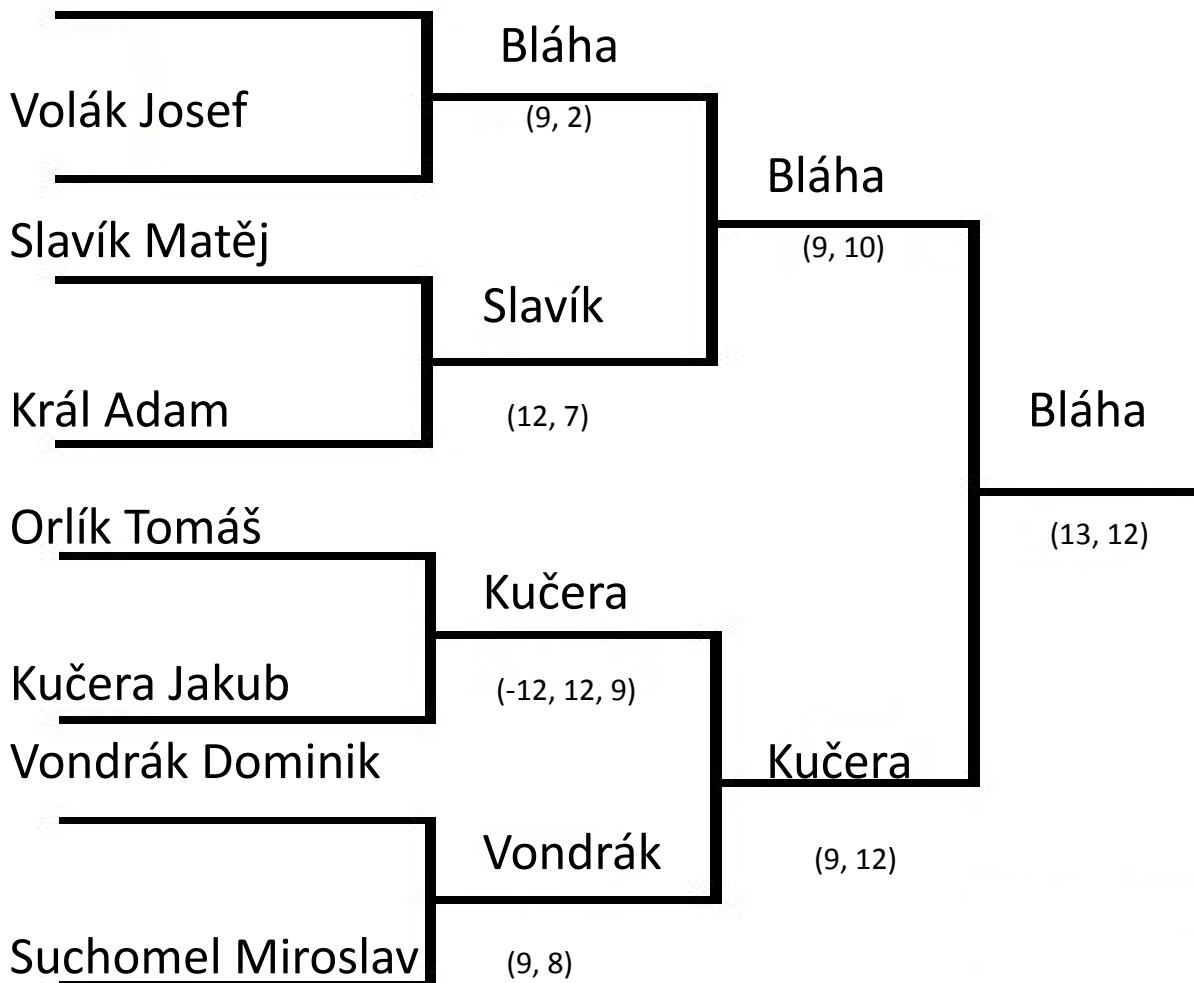 Bláha
Volák Josef
(9, 2)
Bláha
Slavík Matěj
(9, 10)
Slavík
Král Adam
(12, 7)
Bláha
Orlík Tomáš
(13, 12)
Kučera
Kučera Jakub
(-12, 12, 9)
Vondrák Dominik
Kučera
Vondrák
(9, 12)
Suchomel Miroslav
(9, 8)